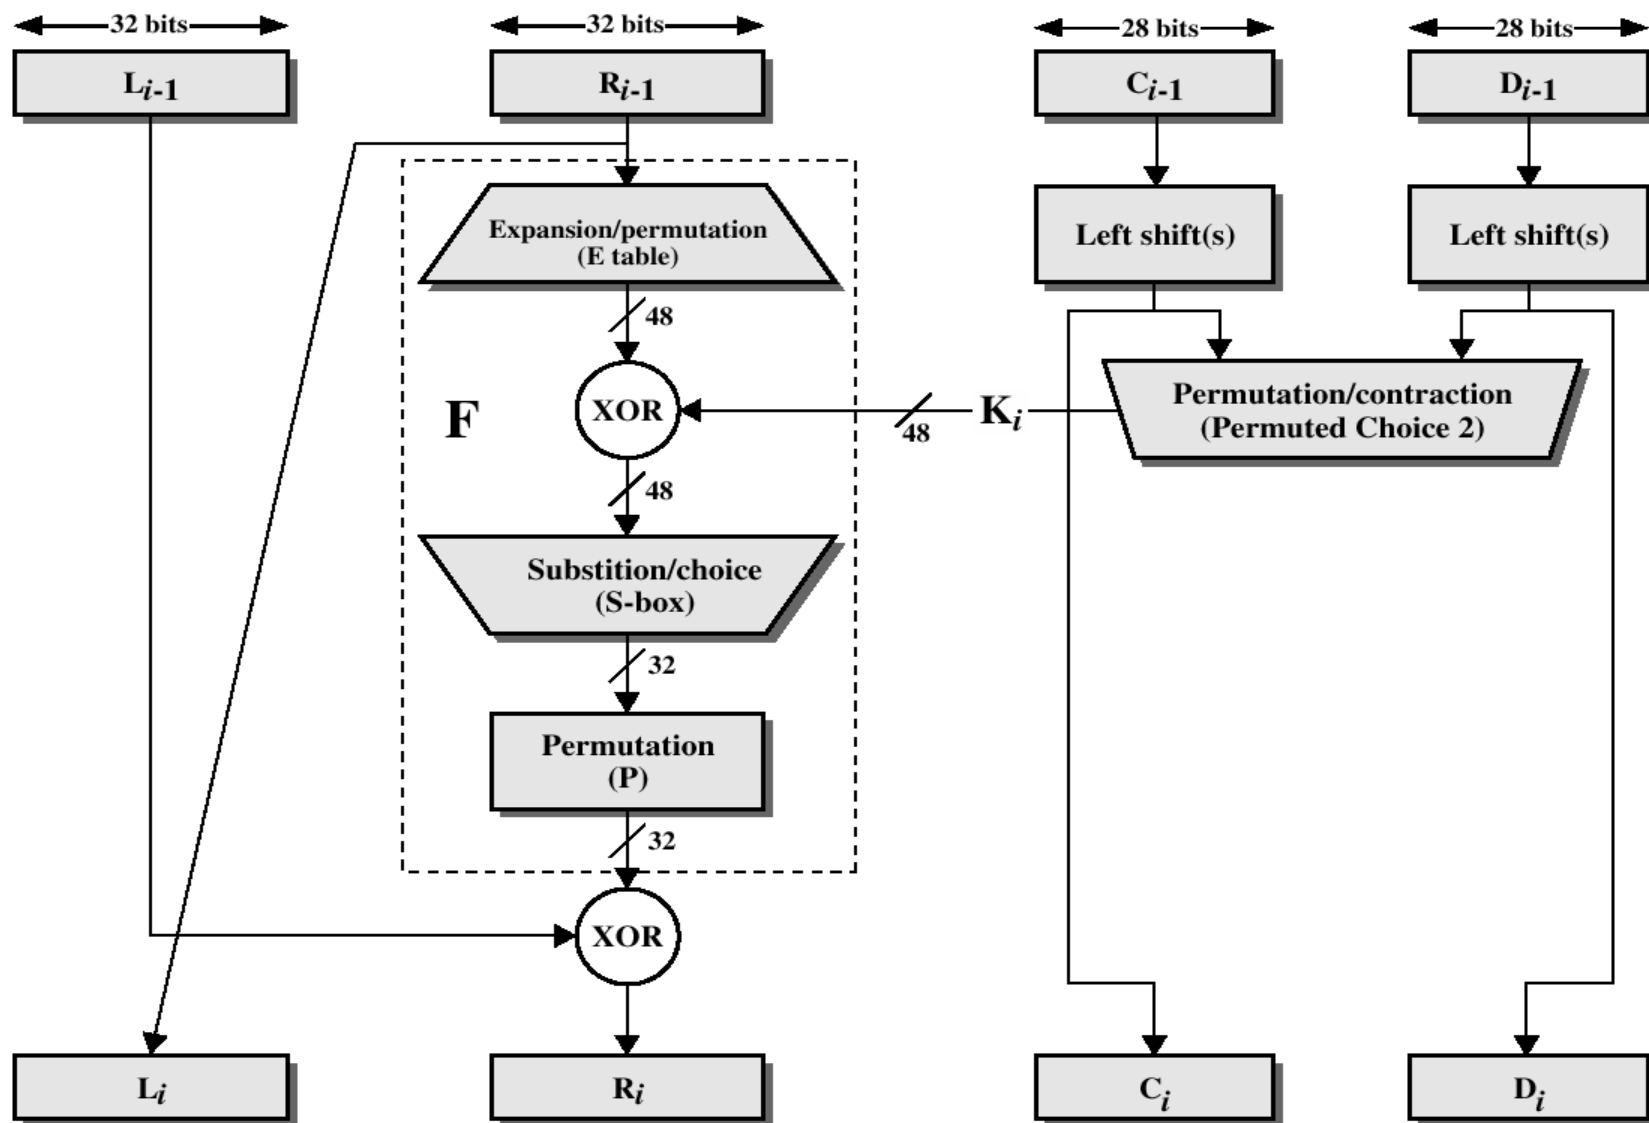 32 bits
32 bits
28 bits
28 bits
Li-1
Ri-1
Ci-1
Di-1
Expansion/permutation
(E table)
Left shift(s)
Left shift(s)
48
F
XOR
48
Ki
Permutation/contraction
(Permuted Choice 2)
48
Substition/choice
(S-box)
32
Permutation
(P)
32
XOR
Li
Ri
Ci
Di